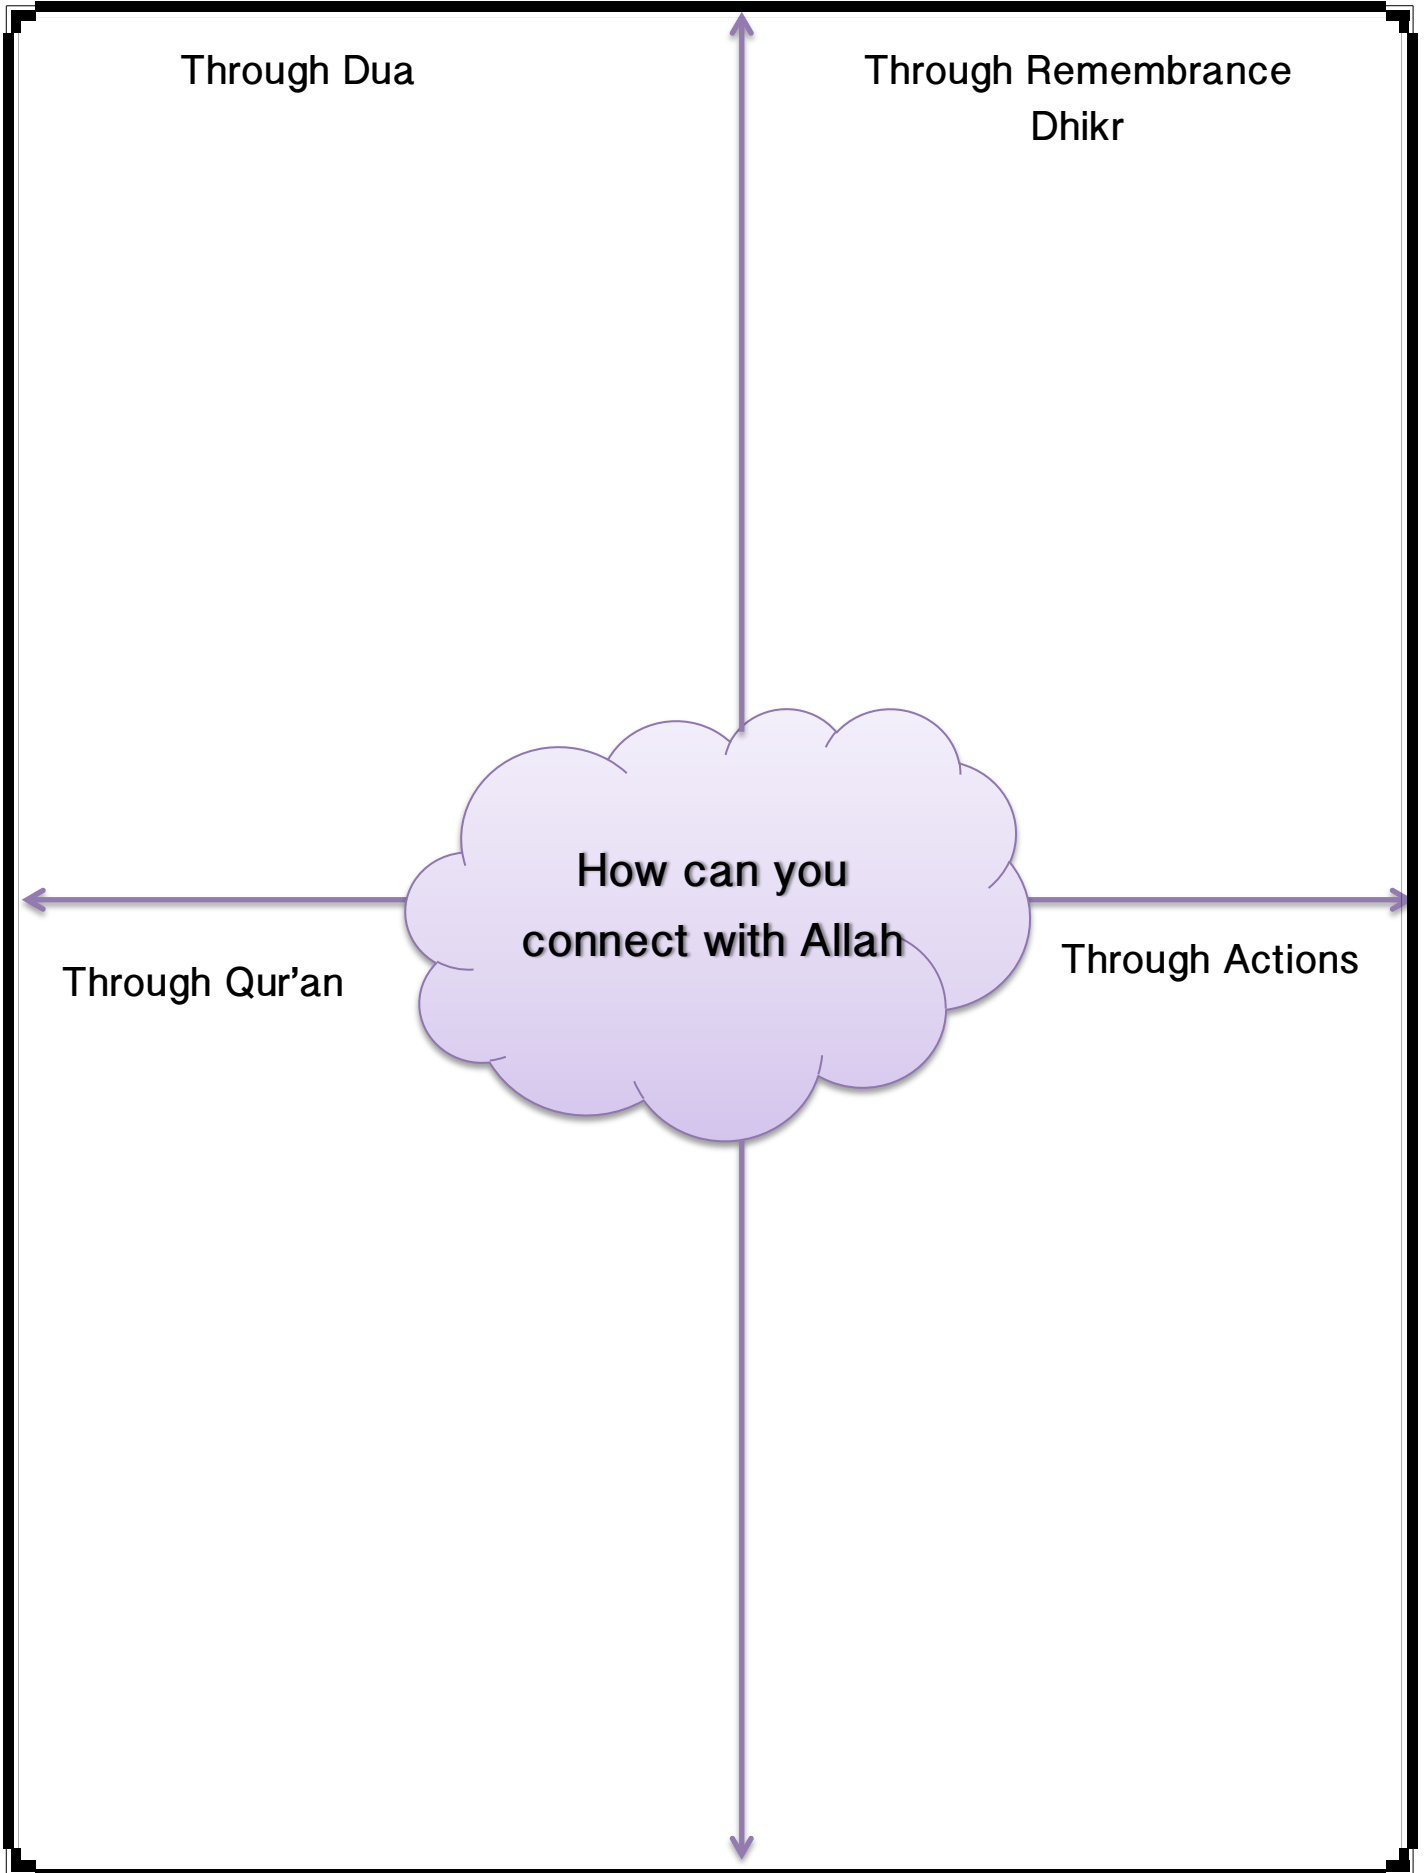 Through Dua
Through Remembrance
Dhikr
How can you
connect with Allah
Through Qur’an
Through Actions